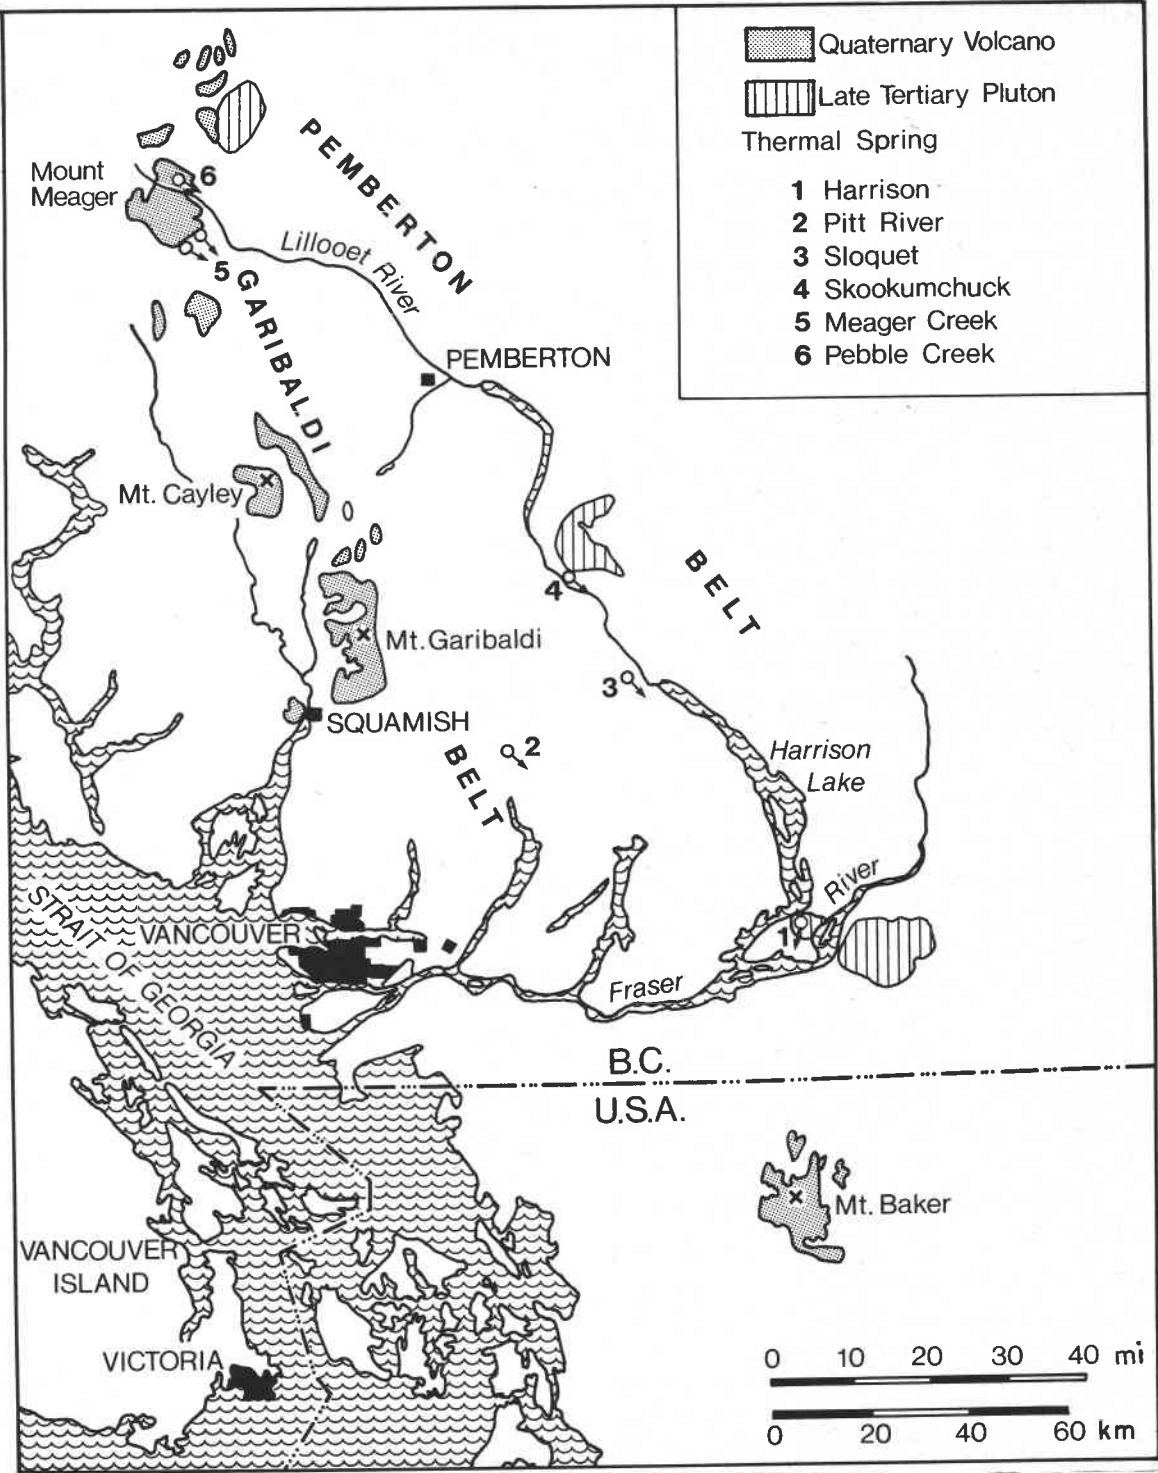 Quaternary Volcano
Late Tertiary Pluton
Thermal Spring
1 Harrison
2 Pitt River
3 Sloquet
4 Skookumchuck
5 Meager Creek
6 Pebble Creek
PEMBERTON
Mount
Meager
6
Lillooet River
5
GARIBALDI
PEMBERTON
Mt. Cayley
BELT
4
Mt. Garibaldi
3
SQUAMISH
2
BELT
Harrison
Lake
River
STRAIT OF GEORGIA
VANCOUVER
1
Fraser
B.C.
U.S.A.
Mt. Baker
VANCOUVER
ISLAND
VICTORIA
0 10 20 30 40 mi
0 20 40 60 km